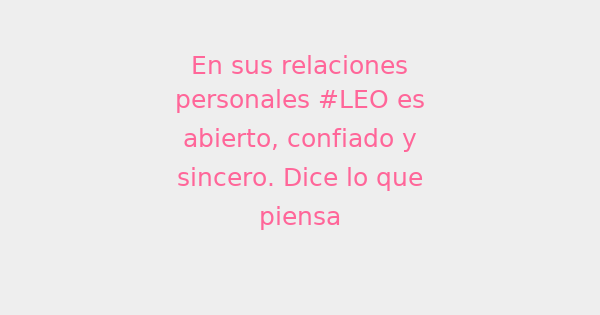 En sus relaciones
personales #LEO es
abierto, confiado y
sincero. Dice lo que
piensa